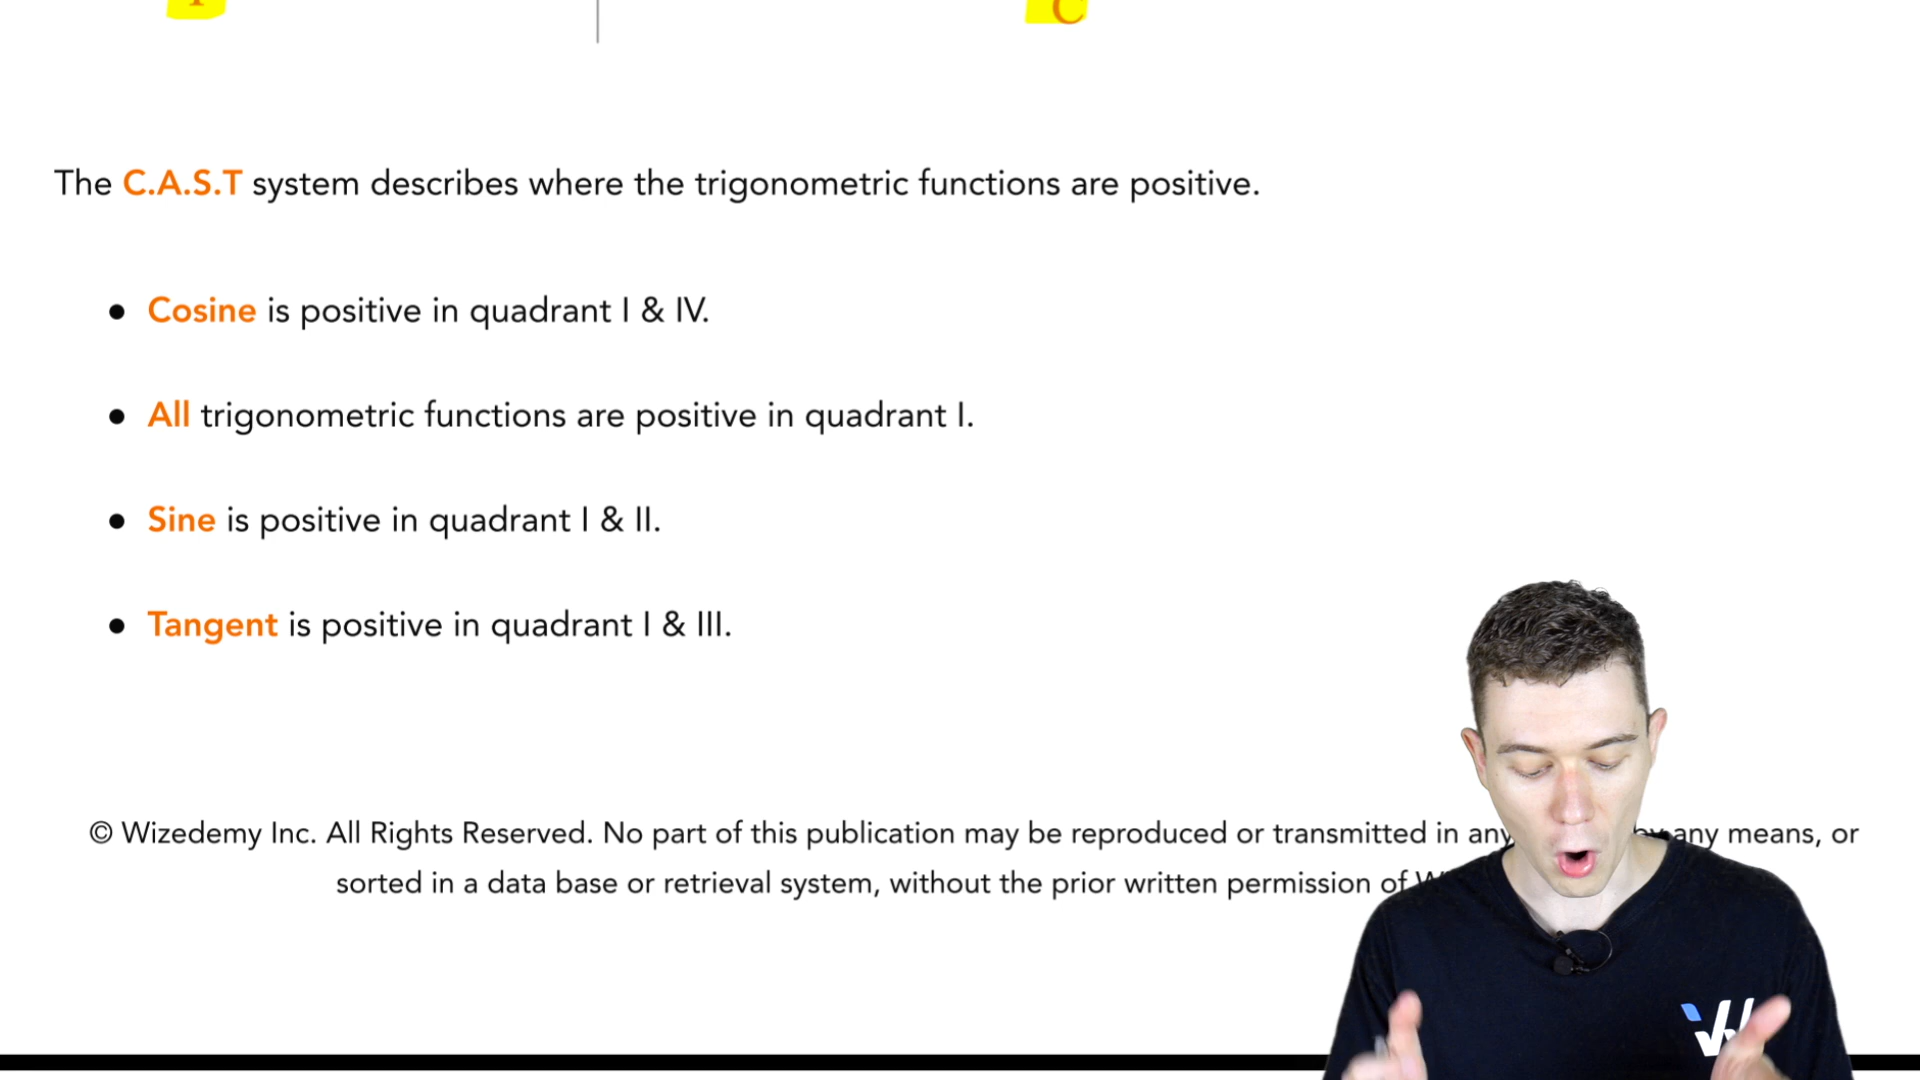 C
The C.A.S.T system describes where the trigonometric functions are positive.
● Cosine is positive in quadrant I & IV.
● All trigonometric functions are positive in quadrant I.
● Sine is positive in quadrant I & II.
● Tangent is positive in quadrant I & III.
© Wizedemy Inc. All Rights Reserved. No part of this publication may be reproduced or transmitted in any any means, or
sorted in a data base or retrieval system, without the prior written permission of